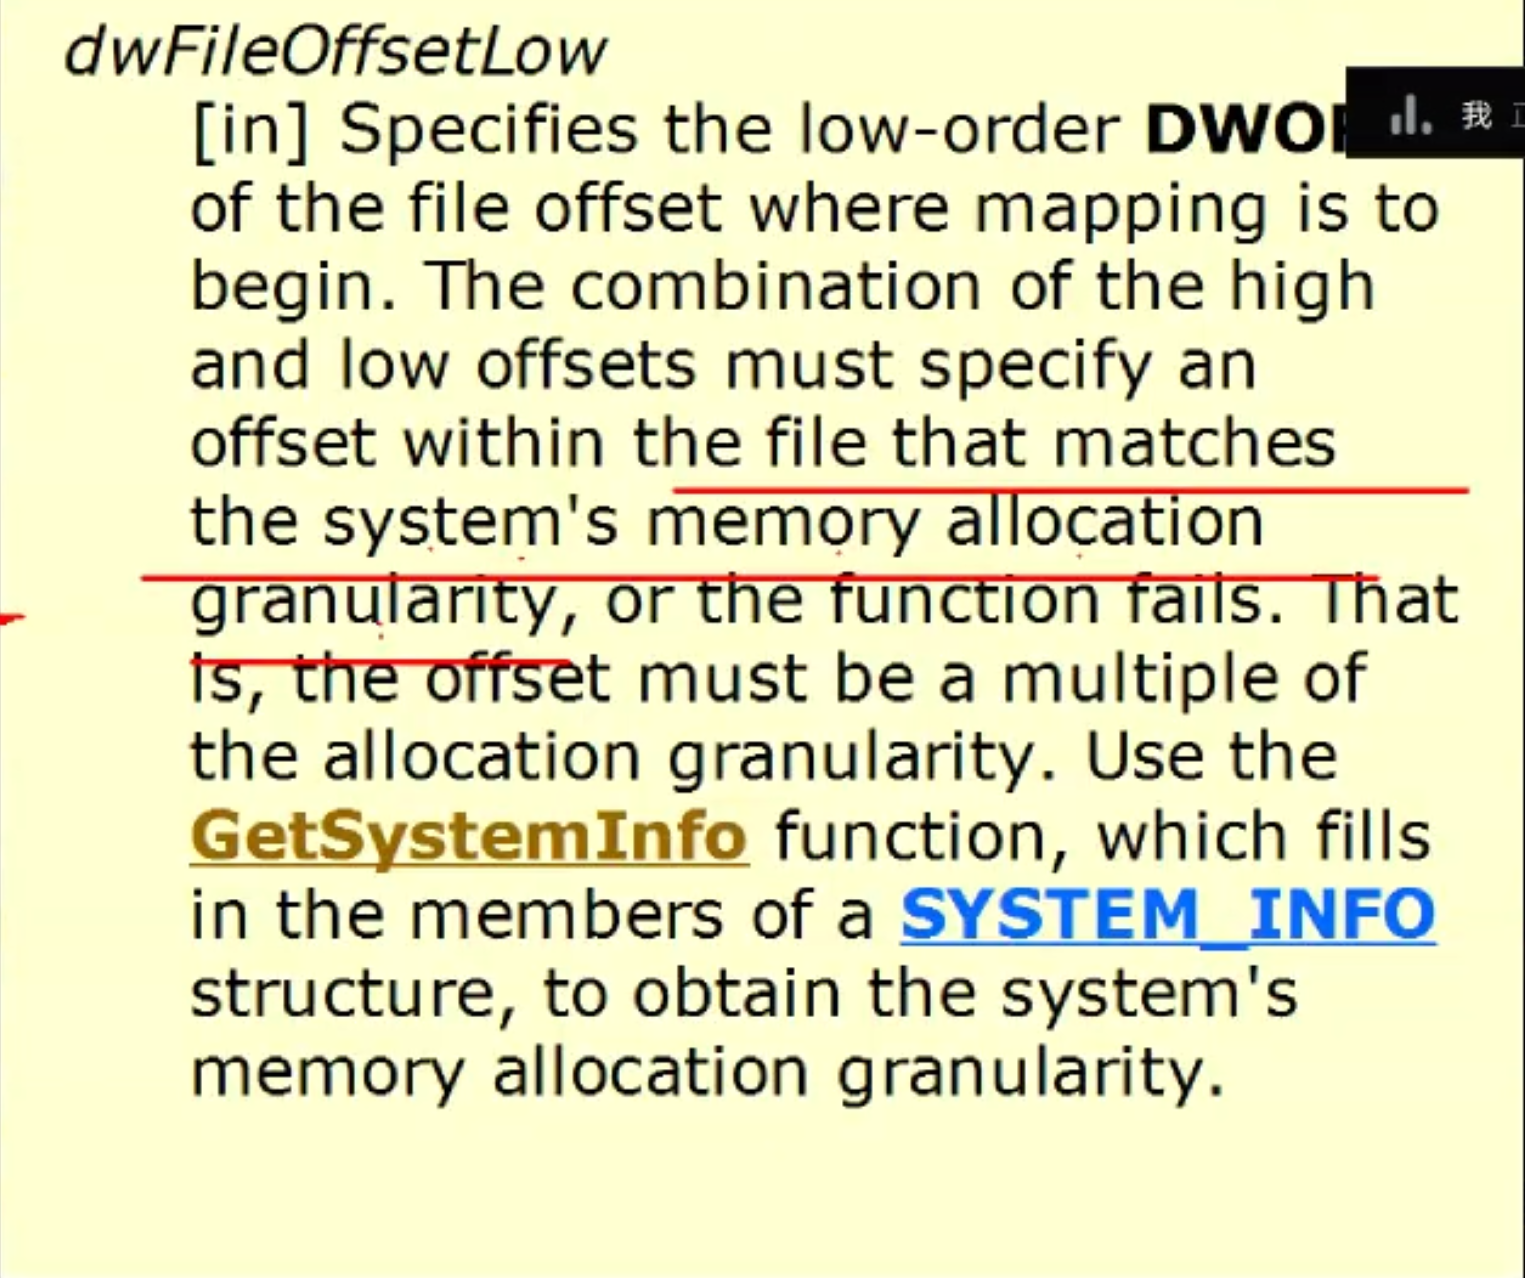 dwFileOffsetLow
[in] Specifies the low-order
我
of the file offset where mapping is to
begin. The combination of the high
and low offsets must specify an
offset within the file that matches
the system's memory allocation
granularity, or the function fails. That
is, the offset must be a multiple of
the allocation granularity. Use the
GetSystemInfo function, which fills
in the members of a SYSTEM_INFO
structure, to obtain the system's
memory allocation granularity.